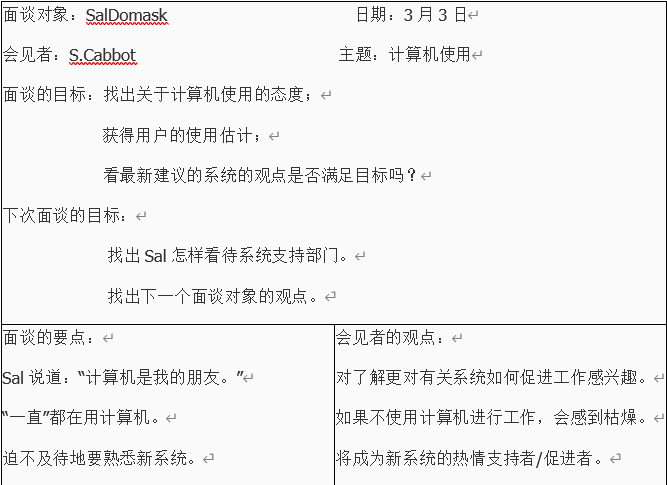 面谈对象：SalDomask 日期：3 月 3 日
会见者：S.Cabbot 主题：计算机使用
面谈的目标：找出关于计算机使用的态度；
获得用户的使用估计；
看最新建议的系统的观点是否满足目标吗？
下次面谈的目标：
找出 Sal 怎样看待系统支持部门。
找出下一个面谈对象的观点。
面谈的要点：
Sal 说道：“计算机是我的朋友。”
“一直”都在用计算机。
迫不及待地要熟悉新系统。
会见者的观点：
对了解更对有关系统如何促进工作感兴趣。
如果不使用计算机进行工作，会感到枯燥。
将成为新系统的热情支持者/促进者。